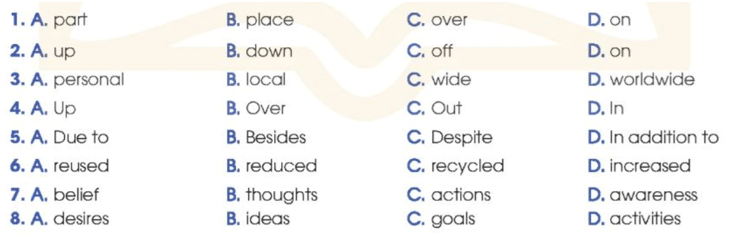 1. A. part B. place C. over D. on
2. A. up B. down C. off D. on
3. A. personal B. local C. wide D. worldwide
4. A. Up B. Over C. Out D. In
5. A. Due to B. Besides C. Despite D. In addition to
6. A. reused B. reduced C. recycled D. increased
7. A. belief B. thoughts C. actions D. awareness
8. A. desires B. ideas C. goals D. activities